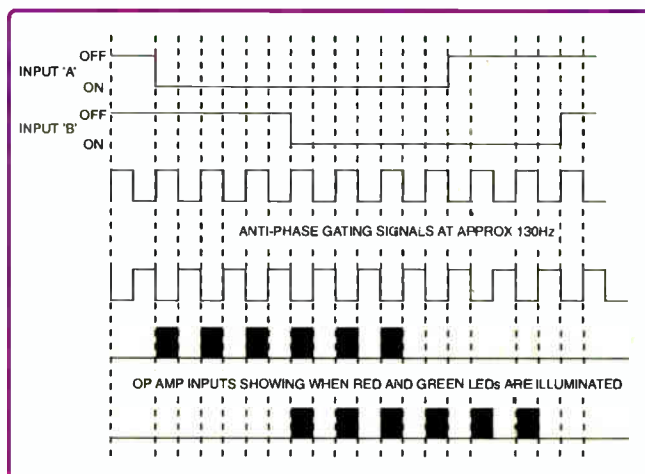 OFF
INPUT 'A'
ON
OFF
INPUT 'B'
ON
ANTI-PHASE GATING SIGNALS AT APPROX 130Hz
OP AMP INPUTS SHOWING WHEN RED AND GREEN LEDs ARE ILLUMINATED